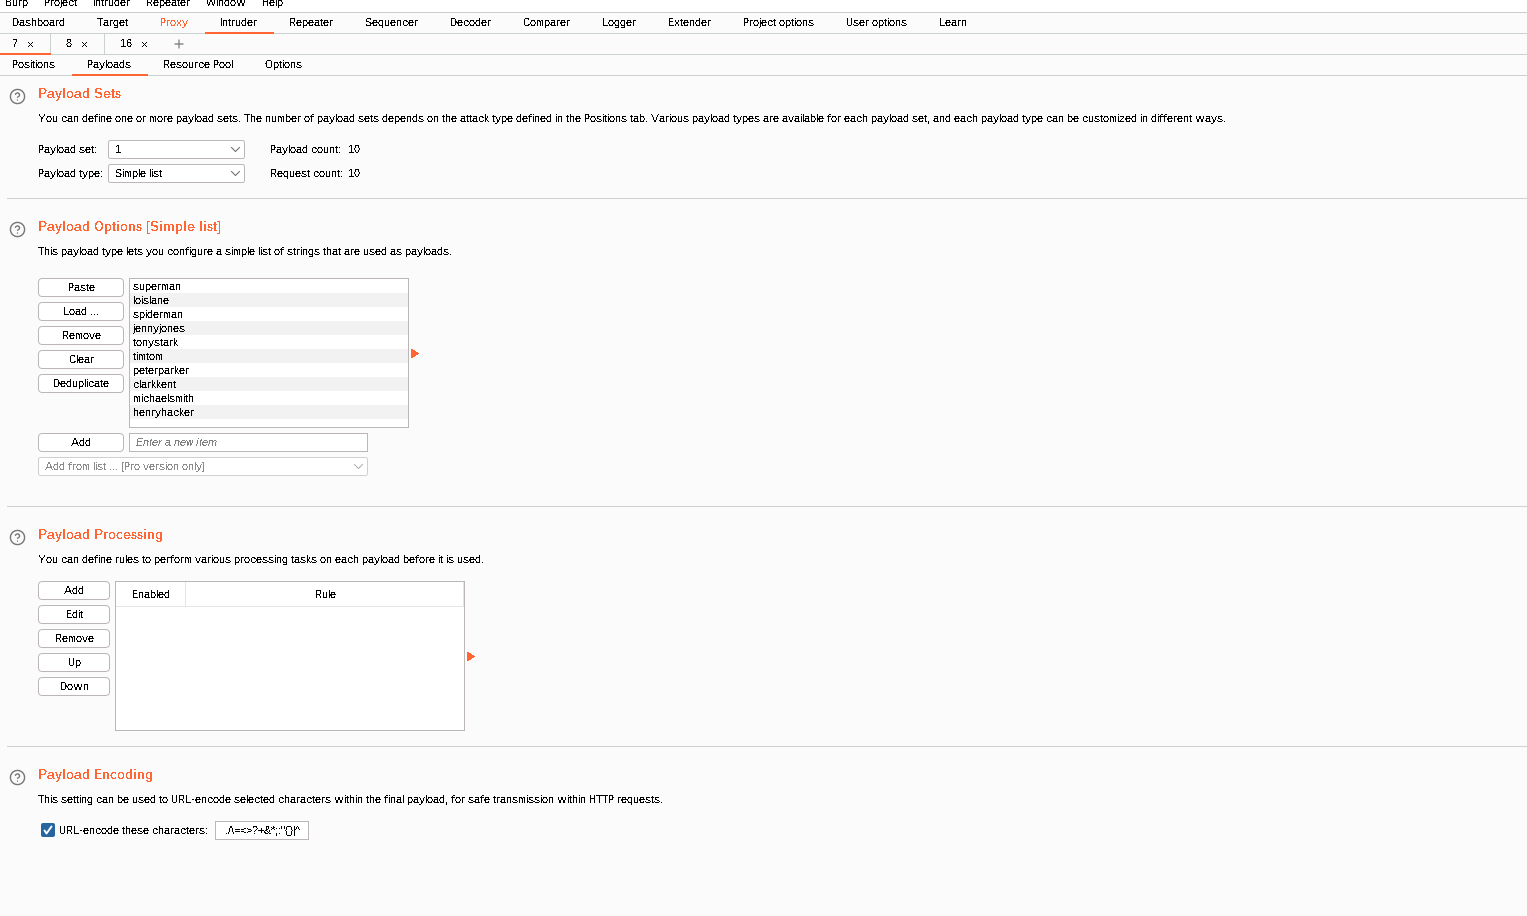 Burp Project Intruder Repeater Window Help
Dashboard Target Proxy Intruder Repeater Sequencer Decoder Comparer Logger Extender Project options User options Learn
7 × 8 × 16 × +
Positions Payloads Resource Pool Options
? Payload Sets
You can define one or more payload sets. The number of payload sets depends on the attack type defined in the Positions tab. Various payload types are available for each payload set, and each payload type can be customized in different ways.
Payload set: 1 Payload count: 10
Payload type: Simple list Request count: 10
? Payload Options [Simple list]
This payload type lets you configure a simple list of strings that are used as payloads.
Paste
Load ...
Remove
Clear
Deduplicate
superman
loislane
spiderman
jennyjones
tonystark
timtom
peterparker
clarkkent
michaelsmith
henryhacker
Add Enter a new item
Add from list ... [Pro version only]
? Payload Processing
You can define rules to perform various processing tasks on each payload before it is used.
Add
Edit
Remove
Up
Down
Enabled Rule
? Payload Encoding
This setting can be used to URL-encode selected characters within the final payload, for safe transmission within HTTP requests.
URL-encode these characters: